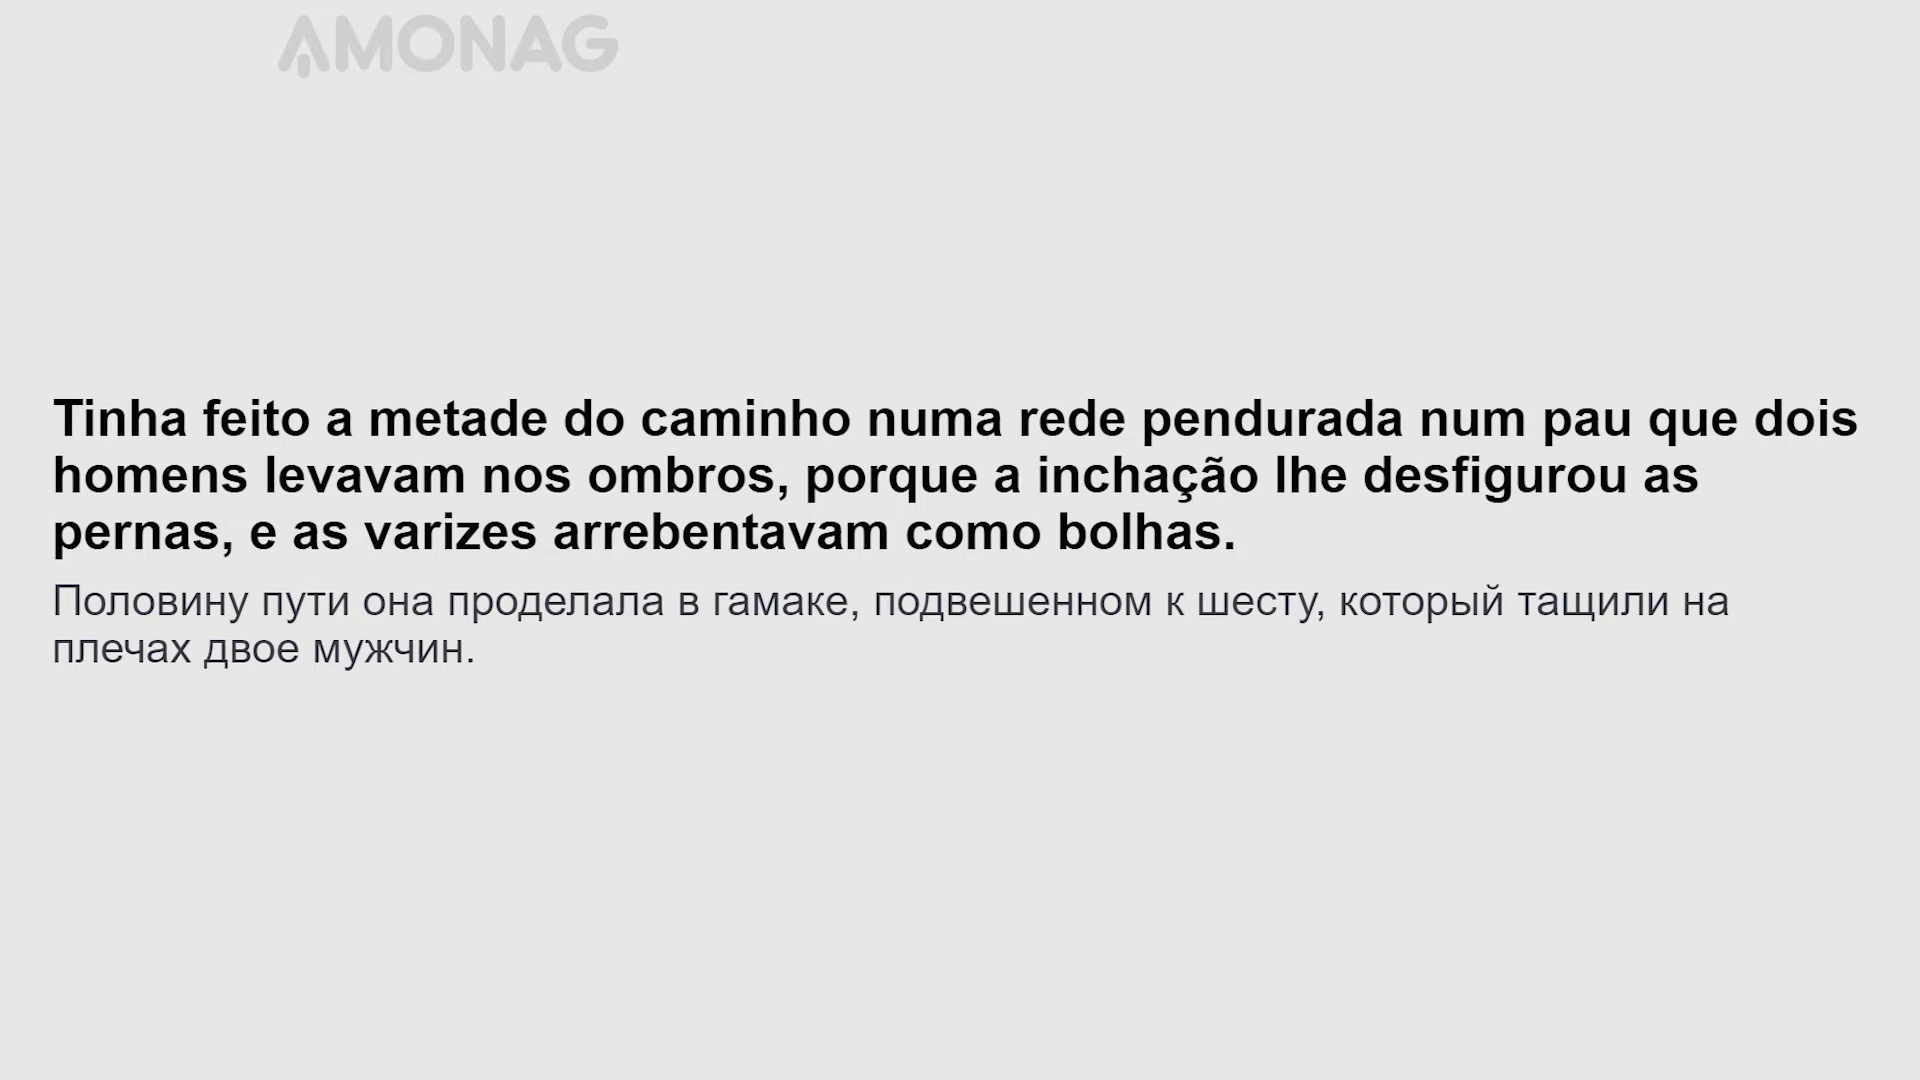 AMONAG
Tinha feito a metade do caminho numa rede pendurada num pau que dois
homens levavam nos ombros, porque a inchação lhe desfigurou as
pernas, e as varizes arrebentavam como bolhas.
Половину пути она проделала в гамаке, подвешенном к шесту, который тащили на
плечах двое мужчин.